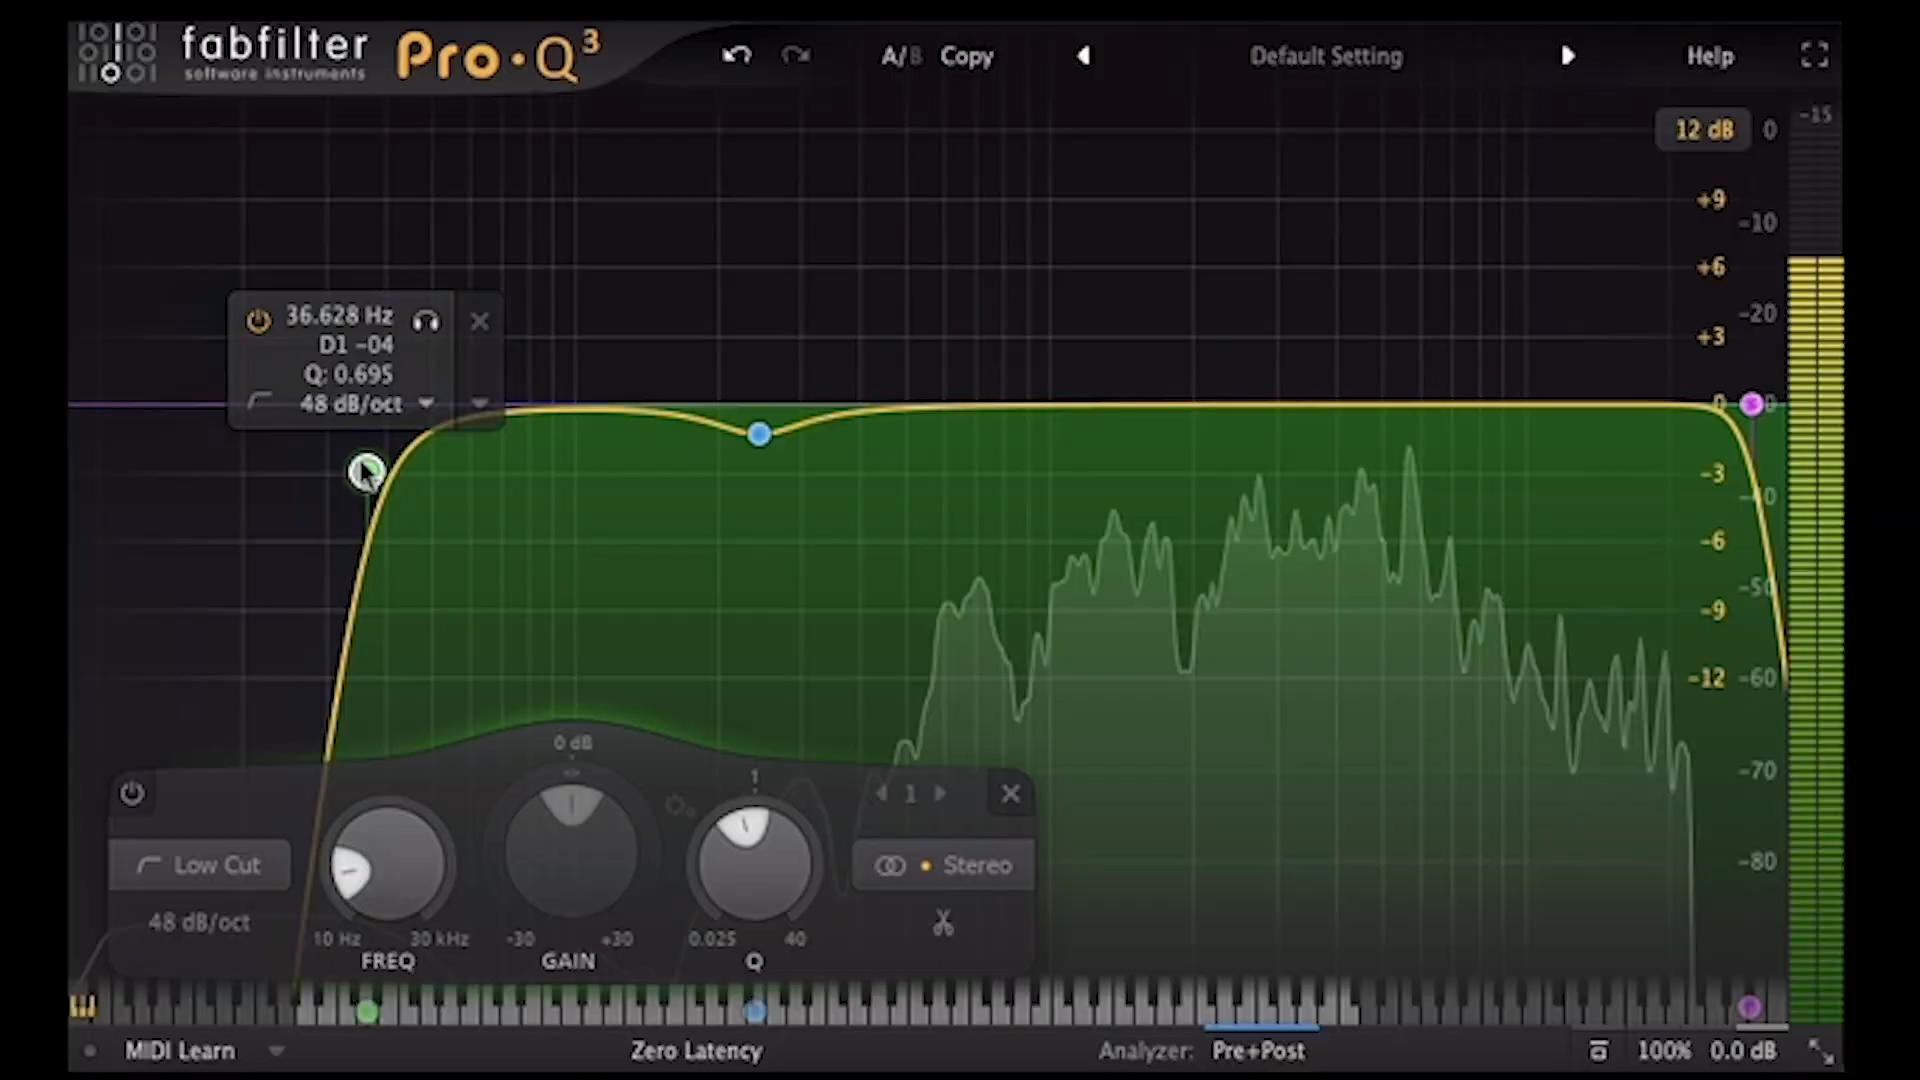 fabfilter
software instruments
Pro·Q3
A/B Copy
Default Setting
Help
12 dB
0
-15
+9
-10
+6
-20
+3
36.628 Hz
D1 -04
Q: 0.695
48 dB/oct
0
-3
-6
-50
-9
-12
-60
-70
-80
0 dB
1
1
Low Cut
48 dB/oct
10 Hz
30 kHz
FREQ
-30
+30
GAIN
0.025
40
Q
Stereo
MIDI Learn
Zero Latency
Analyzer: Pre+Post
100%
0.0 dB